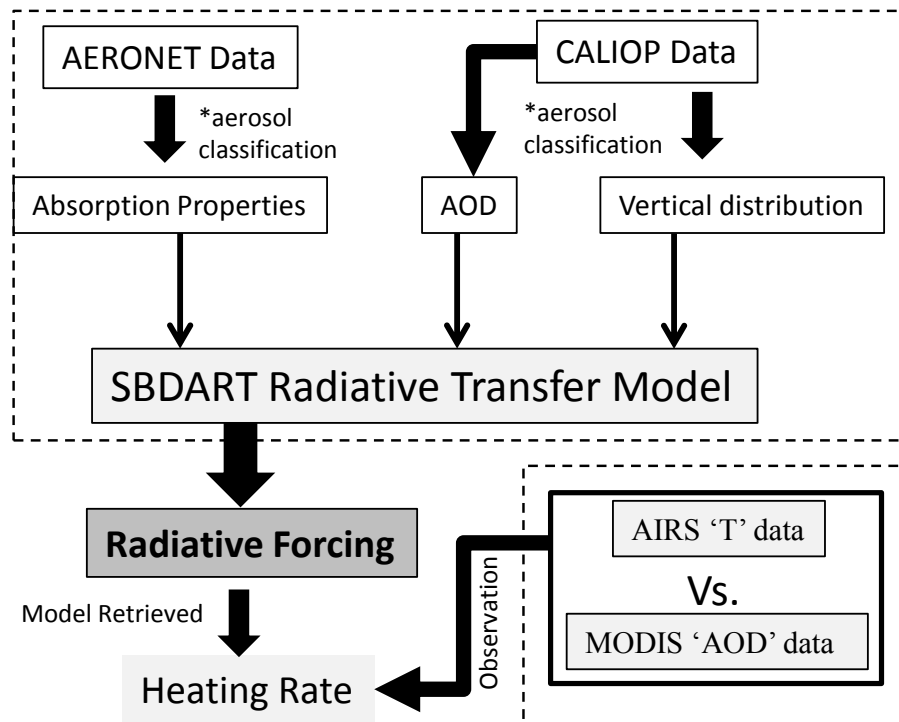 AERONET Data
CALIOP Data
*aerosol
classification
*aerosol
classification
Absorption Properties
AOD
Vertical distribution
SBDART Radiative Transfer Model
Radiative Forcing
Model Retrieved
Heating Rate
Observation
AIRS ‘T’ data
Vs.
MODIS ‘AOD’ data